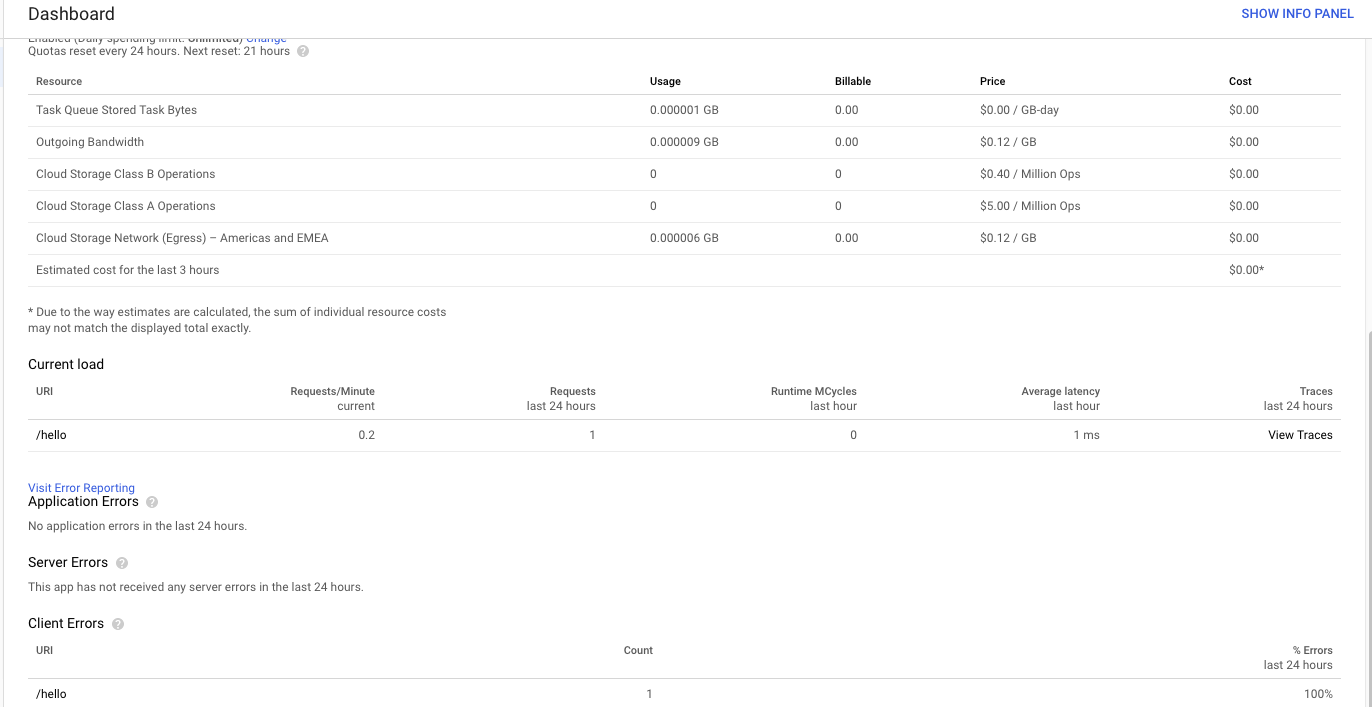 Dashboard
SHOW INFO PANEL
Enabled (Daily spending limit: Unlimited) Change
Quotas reset every 24 hours. Next reset: 21 hours ?
Resource Usage Billable Price Cost
Task Queue Stored Task Bytes 0.000001 GB 0.00 $0.00 / GB-day $0.00
Outgoing Bandwidth 0.000009 GB 0.00 $0.12 / GB $0.00
Cloud Storage Class B Operations 0 0 $0.40 / Million Ops $0.00
Cloud Storage Class A Operations 0 0 $5.00 / Million Ops $0.00
Cloud Storage Network (Egress) – Americas and EMEA 0.000006 GB 0.00 $0.12 / GB $0.00
Estimated cost for the last 3 hours $0.00*
* Due to the way estimates are calculated, the sum of individual resource costs
may not match the displayed total exactly.
Current load
URI Requests/Minute Requests Runtime MCycles Average latency Traces
current last 24 hours last hour last hour last 24 hours
/hello 0.2 1 0 1 ms View Traces
Visit Error Reporting
Application Errors ?
No application errors in the last 24 hours.
Server Errors ?
This app has not received any server errors in the last 24 hours.
Client Errors ?
URI Count % Errors
last 24 hours
/hello 1 100%